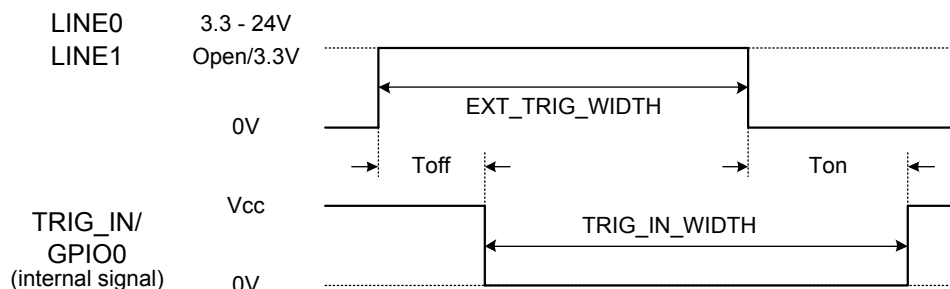 LINE0 3.3 - 24V
LINE1 Open/3.3V
EXT_TRIG_WIDTH
0V
Toff Ton
Vcc
TRIG_IN/
GPIO0
(internal signal)
TRIG_IN_WIDTH
0V